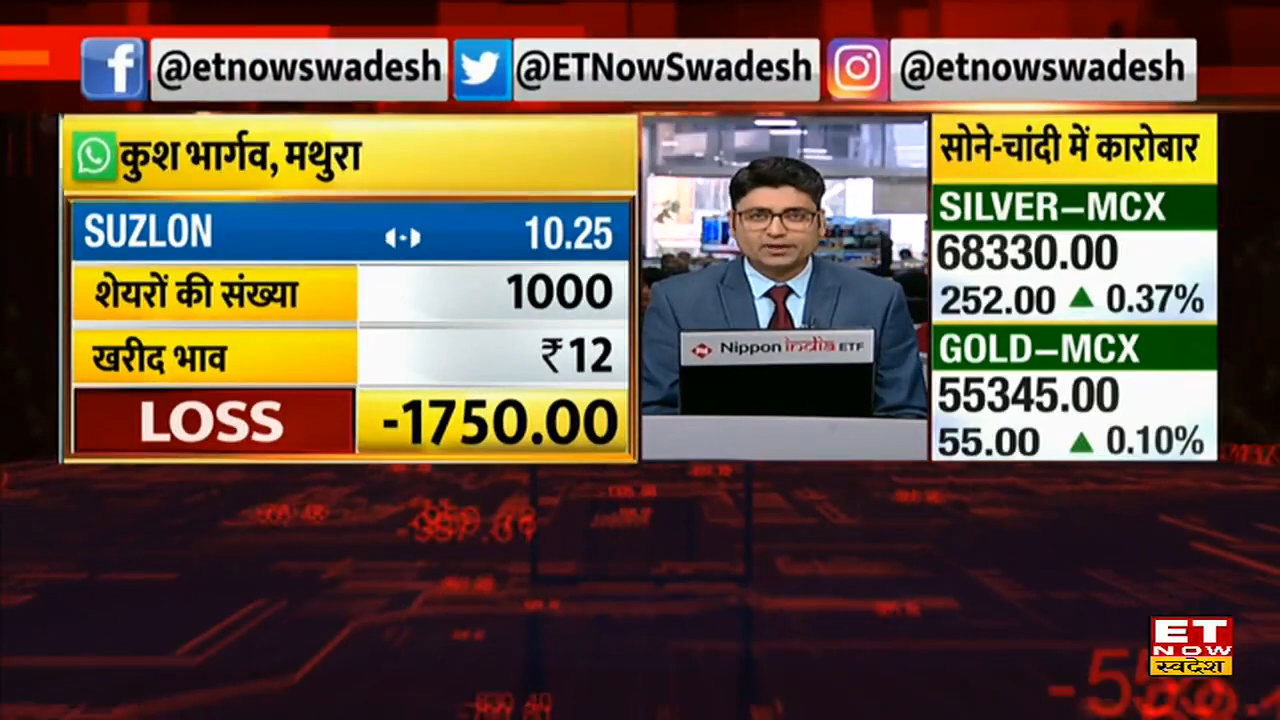 @etnowswadesh @ETNowSwadesh @etnowswadesh
कुश भार्गव, मथुरा
SUZLON 10.25
शेयरों की संख्या 1000
खरीद भाव ₹12
LOSS -1750.00
Nippon india ETF
सोने-चांदी में कारोबार
SILVER-MCX
68330.00
252.00 ▲ 0.37%
GOLD-MCX
55345.00
55.00 ▲ 0.10%
ET
NOW
स्वदेश